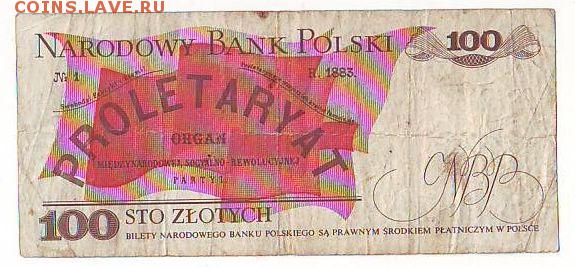 COINS.LAVE.RU
NARODOWY BANK POLSKI
100
№ 1
R. 1883.
PROLETARYAT
ORGAN
MIĘDZYNARODOWEJ SOCYALNO-REWOLUCYJNEJ
PARTYI
NBP
100 STO ZŁOTYCH
BILETY NARODOWEGO BANKU POLSKIEGO SĄ PRAWNYM ŚRODKIEM PŁATNICZYM W POLSCE